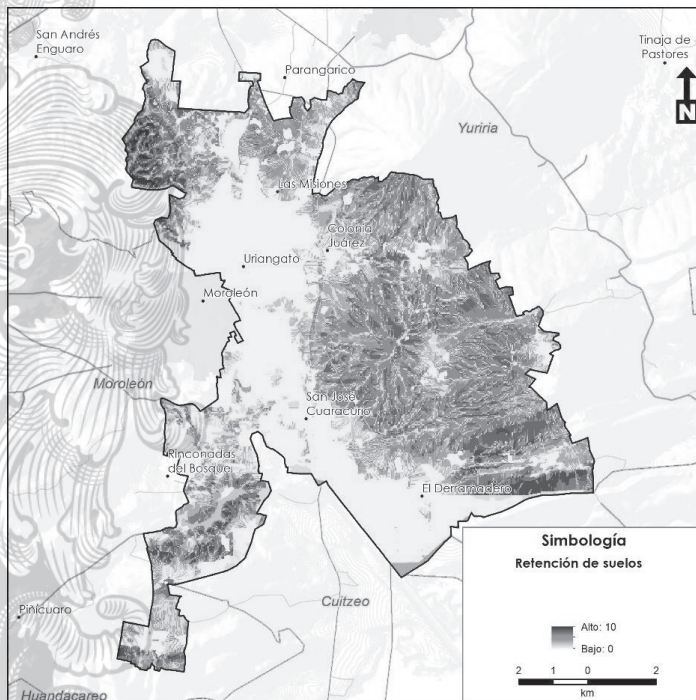 San Andrés
Enguaro
Tinaja de
Pastores
Parangarico
N
Yuriria
Las Misiones
Colonia
Juárez
Uriangato
Moroleón
Moroleón
San José
Cuaracurio
Rinconadas
del Bosque
El Derramadero
Simbología
Retención de suelos
Cuitzeo
Piñícuaro
Alto: 10
Bajo: 0
2 1 0 2
km
Huandacareo